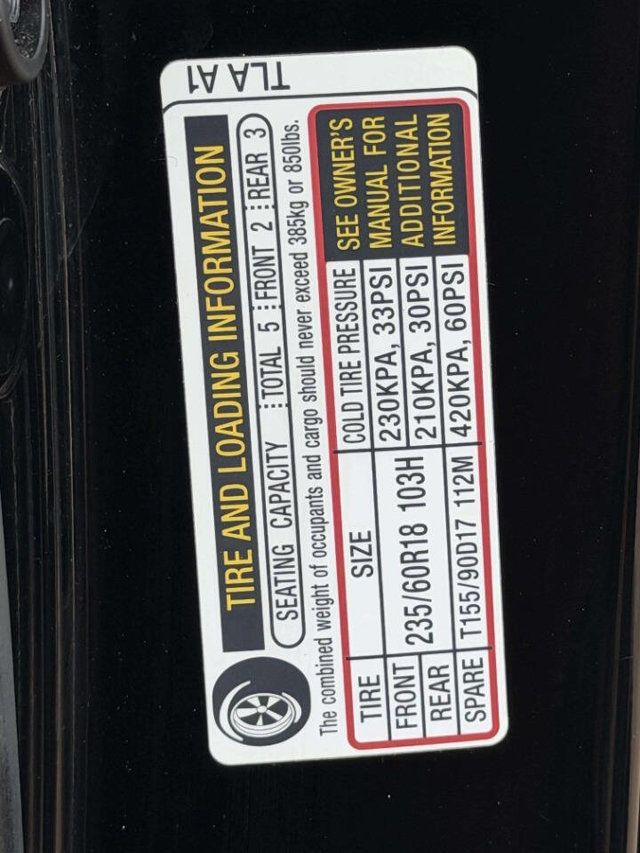 TIRE AND LOADING INFORMATION
SEATING CAPACITY TOTAL 5 FRONT 2 REAR 3
The combined weight of occupants and cargo should never exceed 385kg or 850lbs.
TIRE SIZE COLD TIRE PRESSURE
FRONT 235/60R18 103H 230KPA, 33PSI
REAR 210KPA, 30PSI
SPARE T155/90D17 112M 420KPA, 60PSI
SEE OWNER'S
MANUAL FOR
ADDITIONAL
INFORMATION
TLA A1